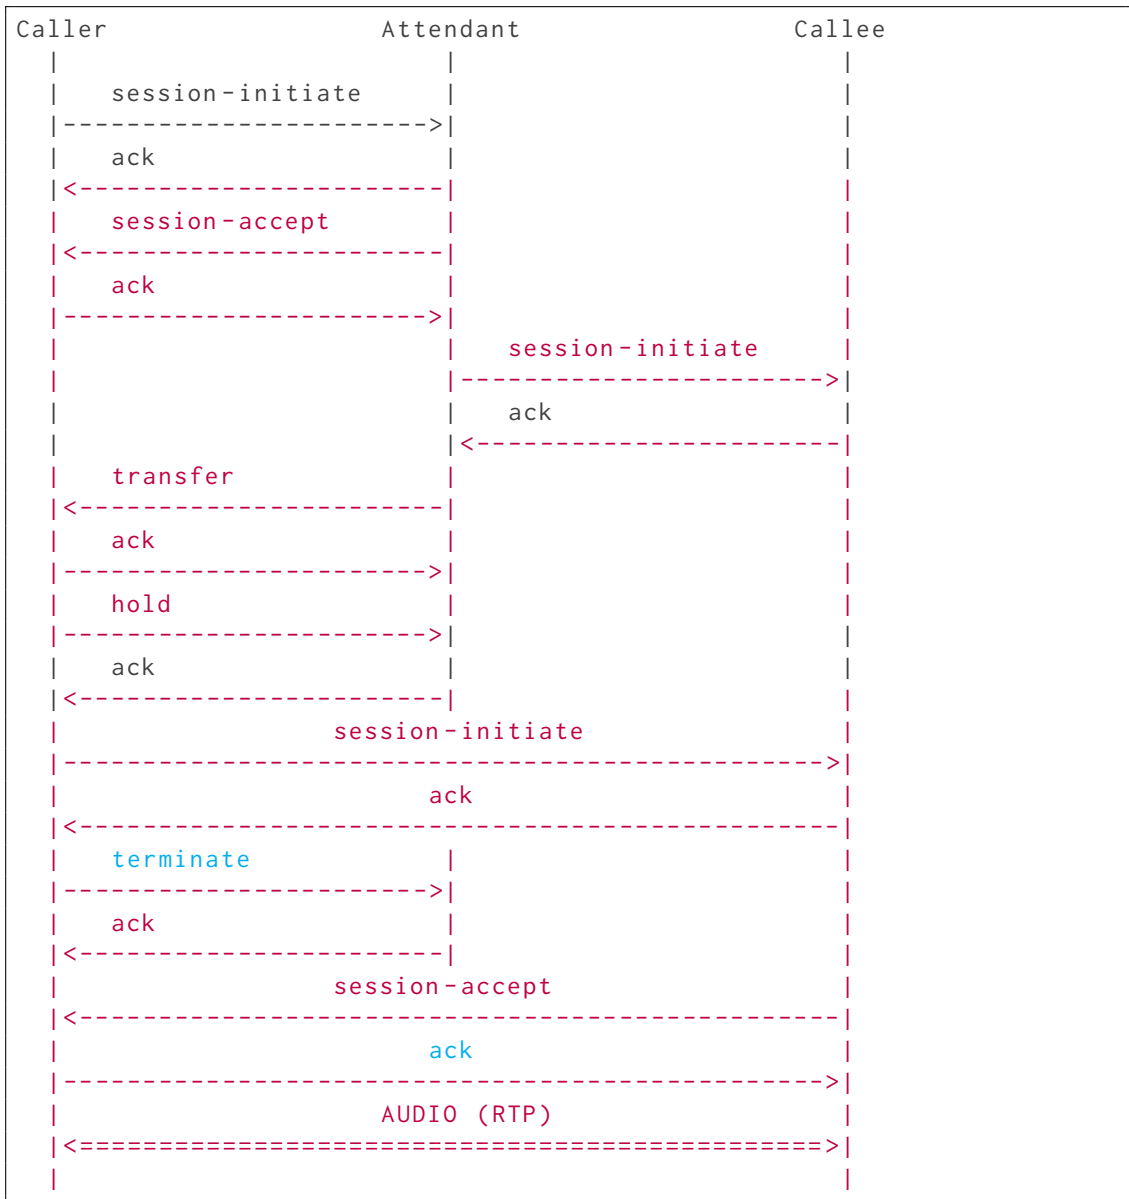 Caller                 Attendant                 Callee
  |                        |                        |
  |   session-initiate     |                        |
  |----------------------->|                        |
  |   ack                  |                        |
  |<-----------------------|                        |
  |   session-accept       |                        |
  |<-----------------------|                        |
  |   ack                  |                        |
  |----------------------->|                        |
  |                        |   session-initiate     |
  |                        |----------------------->|
  |                        |   ack                  |
  |                        |<-----------------------|
  |   transfer             |                        |
  |<-----------------------|                        |
  |   ack                  |                        |
  |----------------------->|                        |
  |   hold                 |                        |
  |----------------------->|                        |
  |   ack                  |                        |
  |<-----------------------|                        |
  |                 session-initiate                |
  |------------------------------------------------>|
  |                       ack                       |
  |<------------------------------------------------|
  |   terminate            |                        |
  |----------------------->|                        |
  |   ack                  |                        |
  |<-----------------------|                        |
  |                 session-accept                  |
  |<------------------------------------------------|
  |                       ack                       |
  |------------------------------------------------>|
  |                    AUDIO (RTP)                  |
  |<===============================================>|
  |                                                 |